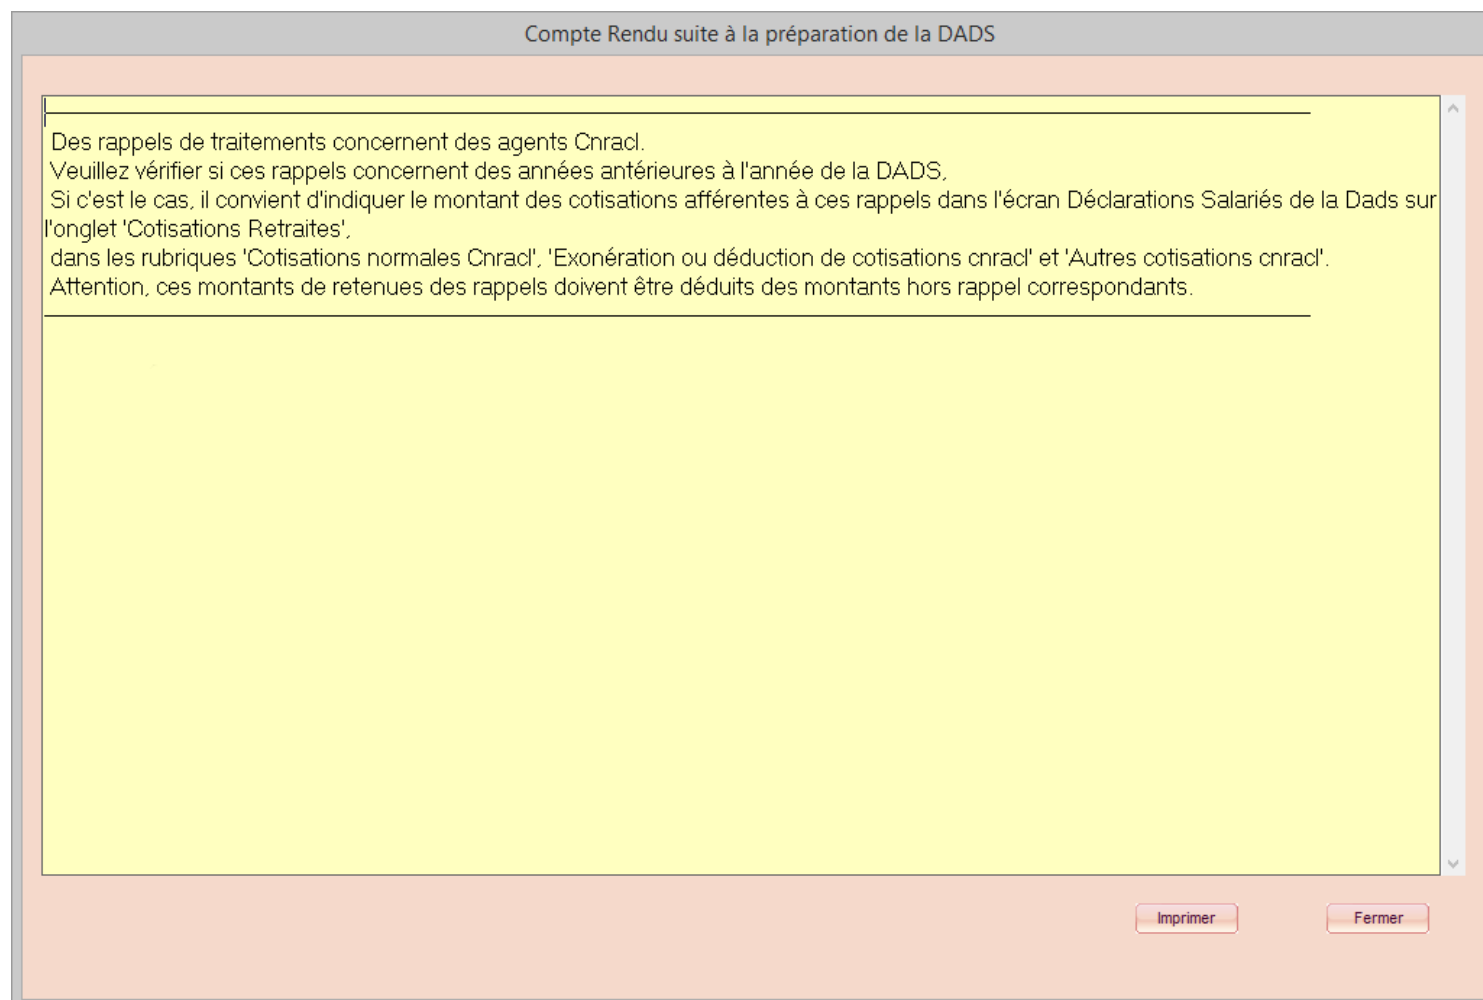 Compte Rendu suite à la préparation de la DADS
Des rappels de traitements concernent des agents Cnracl.
Veuillez vérifier si ces rappels concernent des années antérieures à l'année de la DADS,
Si c'est le cas, il convient d'indiquer le montant des cotisations afférentes à ces rappels dans l'écran Déclarations Salariés de la Dads sur
l'onglet 'Cotisations Retraites',
dans les rubriques 'Cotisations normales Cnracl', 'Exonération ou déduction de cotisations cnracl' et 'Autres cotisations cnracl'.
Attention, ces montants de retenues des rappels doivent être déduits des montants hors rappel correspondants.
Imprimer
Fermer